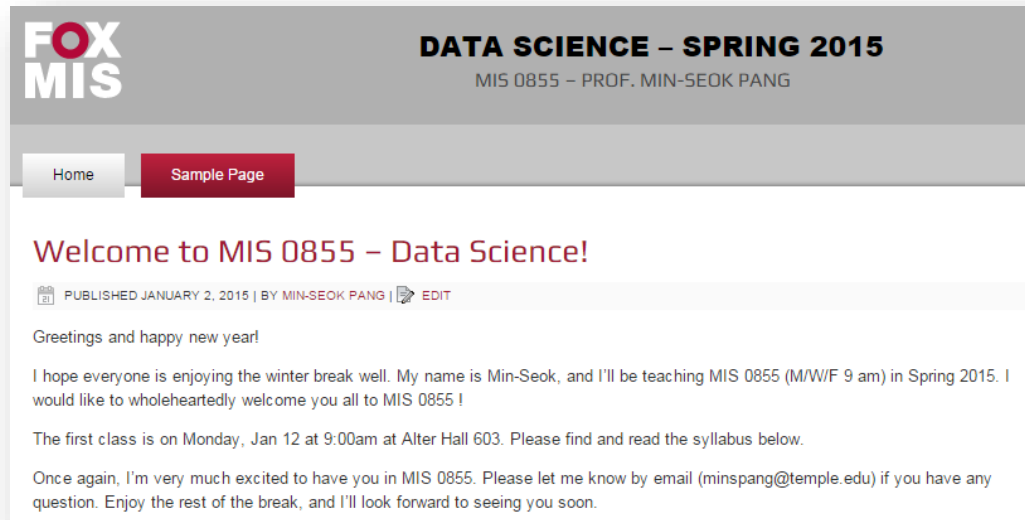 FOX
MIS
DATA SCIENCE – SPRING 2015
MIS 0855 – PROF. MIN-SEOK PANG
Home
Sample Page
Welcome to MIS 0855 – Data Science!
21 PUBLISHED JANUARY 2, 2015 | BY MIN-SEOK PANG | EDIT
Greetings and happy new year!
I hope everyone is enjoying the winter break well. My name is Min-Seok, and I'll be teaching MIS 0855 (M/W/F 9 am) in Spring 2015. I
would like to wholeheartedly welcome you all to MIS 0855 !
The first class is on Monday, Jan 12 at 9:00am at Alter Hall 603. Please find and read the syllabus below.
Once again, I'm very much excited to have you in MIS 0855. Please let me know by email (minspang@temple.edu) if you have any
question. Enjoy the rest of the break, and I'll look forward to seeing you soon.